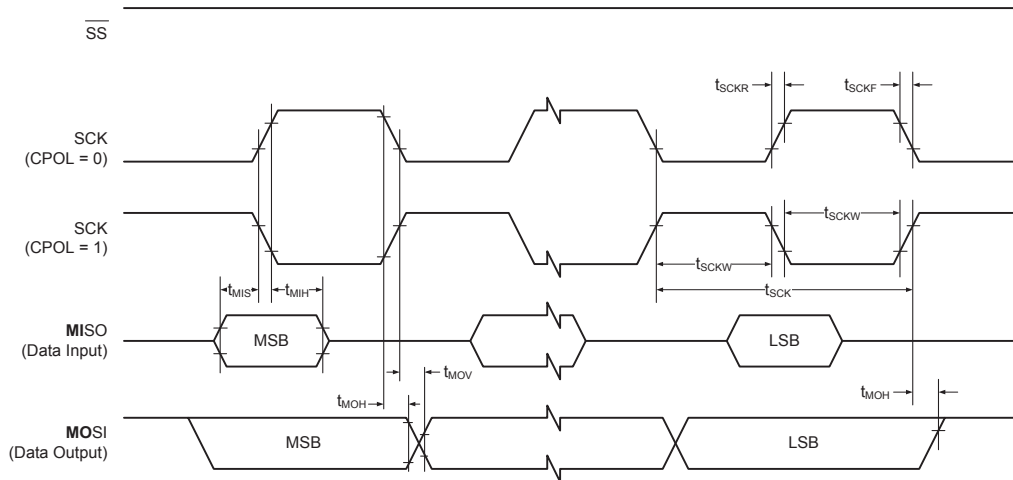 SS
tSCKR
tSCKF
SCK
(CPOL = 0)
SCK
(CPOL = 1)
tSCKW
tSCKW
tSCK
tMIS
tMIH
MISO
(Data Input)
MSB
LSB
tMOV
tMOH
tMOH
MOSI
(Data Output)
MSB
LSB